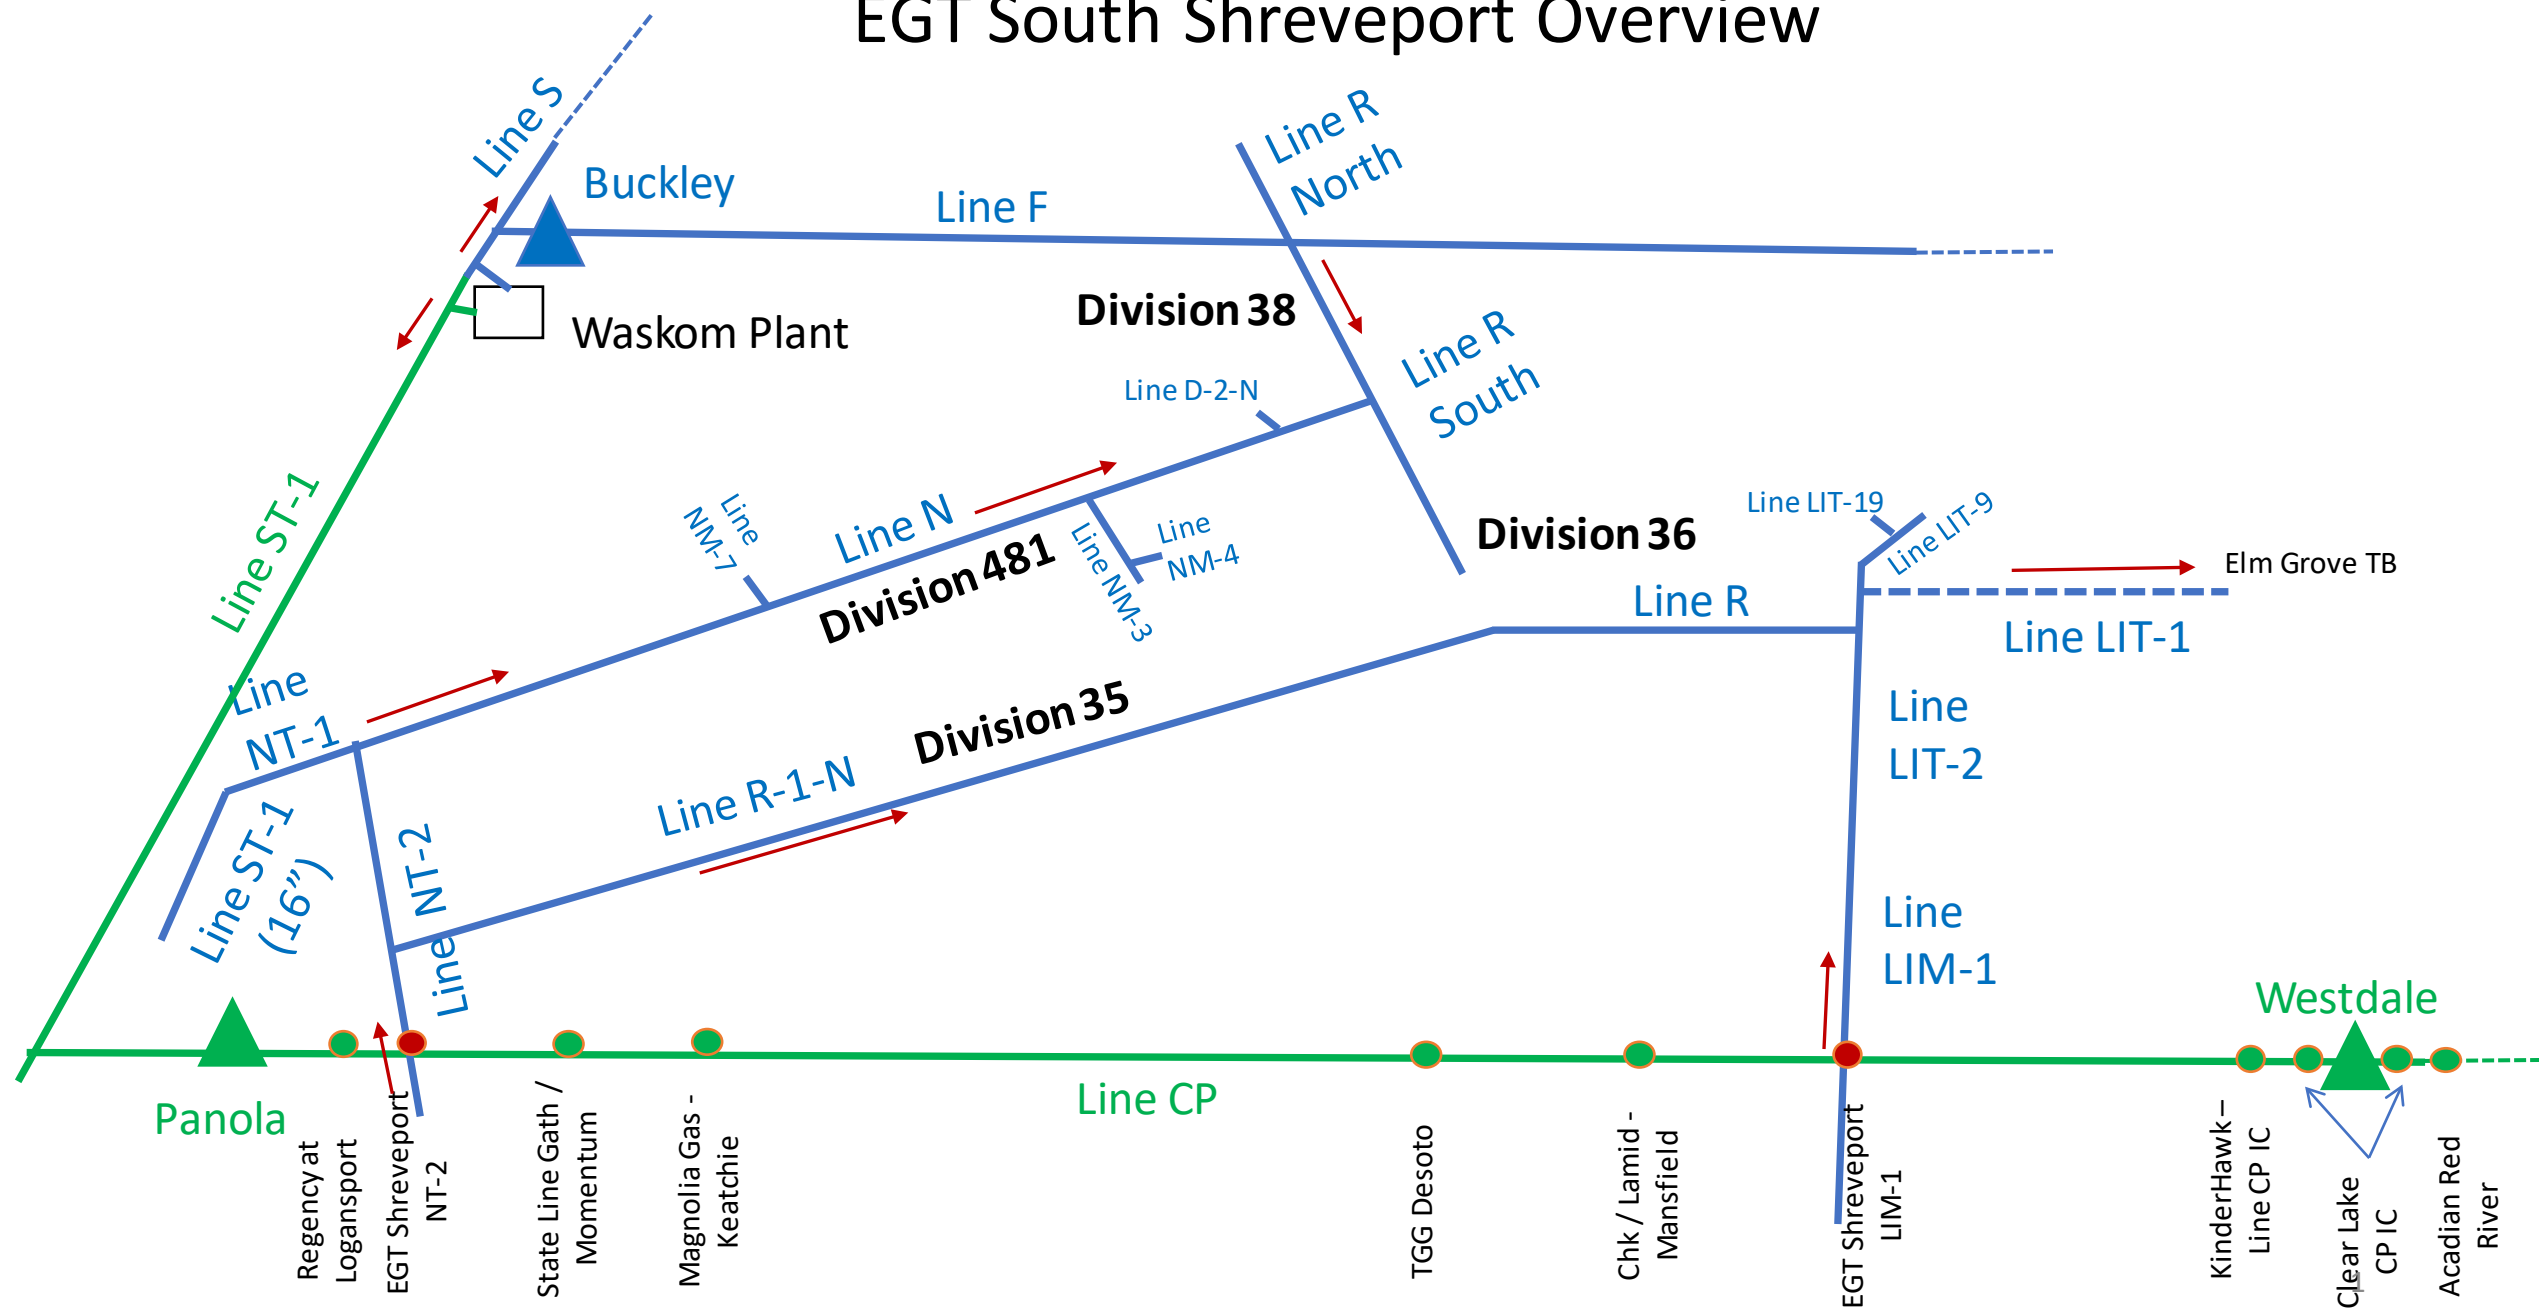 EGT South Shreveport Overview
Line S
Buckley
Line F
Line R
North
Waskom Plant
Division 38
Line R
South
Line D-2-N
Line ST-1
Line
NM-7
Line N
Division 481
Line NM-3
Line
NM-4
Division 36
Line LIT-19
Line LIT-9
Elm Grove TB
Line R
Line LIT-1
Line
NT-1
Division 35
Line R-1-N
Line
LIT-2
Line ST-1
(16”)
Line NT-2
Line
LIM-1
Westdale
Panola
Line CP
Regency at
Logansport
EGT Shreveport
NT-2
State Line Gath /
Momentum
Magnolia Gas -
Keatchie
TGG Desoto
Chk / Lamid -
Mansfield
EGT Shreveport
LIM-1
KinderHawk–
Line CP IC
Clear Lake
CP IC
Acadian Red
River
1